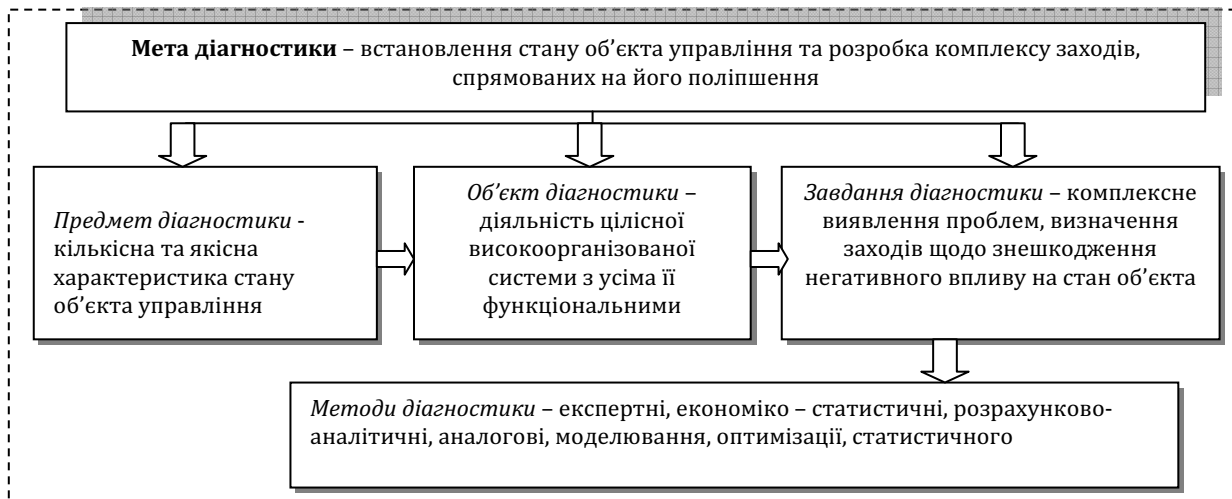 Мета діагностики – встановлення стану об’єкта управління та розробка комплексу заходів,
спрямованих на його поліпшення
Предмет діагностики -
кількісна та якісна
характеристика стану
об’єкта управління
Об’єкт діагностики –
діяльність цілісної
високоорганізованої
системи з усіма її
функціональними
Завдання діагностики – комплексне
виявлення проблем, визначення
заходів щодо знешкодження
негативного впливу на стан об’єкта
Методи діагностики – експертні, економіко – статистичні, розрахунково-
аналітичні, аналогові, моделювання, оптимізації, статистичного